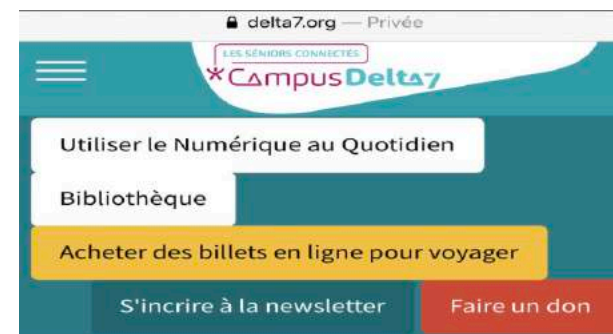 delta7.org — Privée
LES SÉNIORS CONNECTÉS
*CAmpusDeltA7
Utiliser le Numérique au Quotidien
Bibliothèque
Acheter des billets en ligne pour voyager
S'incrire à la newsletter Faire un don